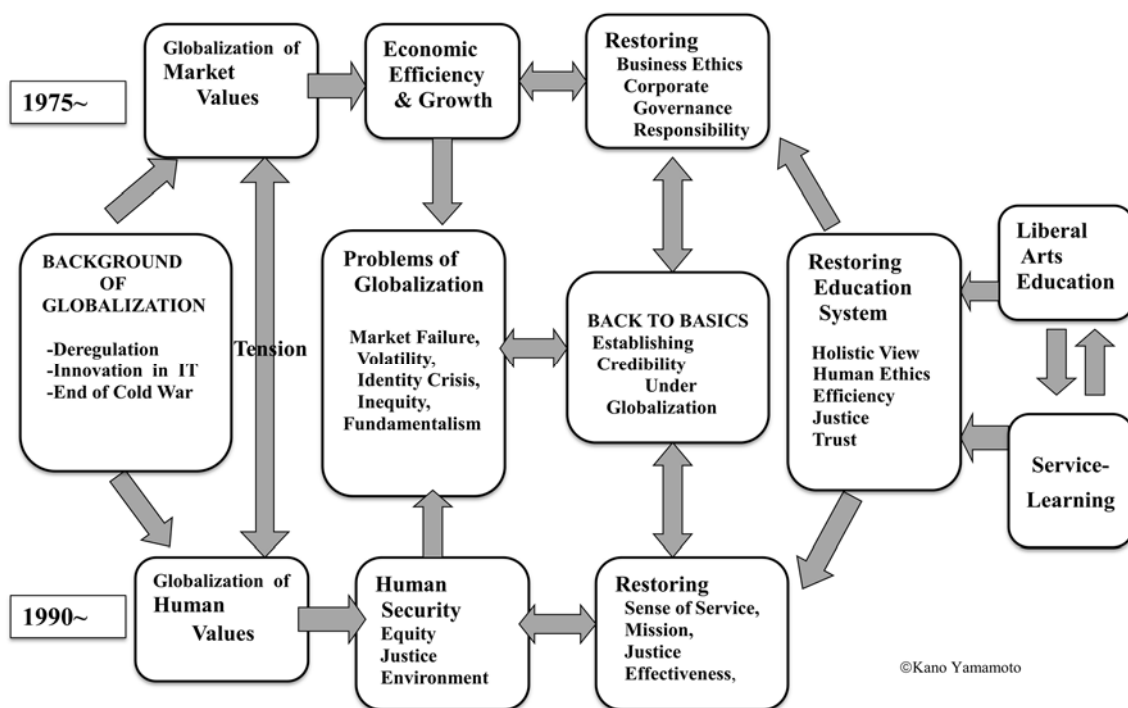 1975~
Globalization of
Market
Values
Economic
Efficiency
& Growth
Restoring
Business Ethics
Corporate
Governance
Responsibility
BACKGROUND
OF
GLOBALIZATION
-Deregulation
-Innovation in IT
-End of Cold War
Tension
Problems of
Globalization
Market Failure,
Volatility,
Identity Crisis,
Inequity,
Fundamentalism
BACK TO BASICS
Establishing
Credibility
Under
Globalization
Restoring
Education
System
Holistic View
Human Ethics
Efficiency
Justice
Trust
Liberal
Arts
Education
Service-
Learning
1990~
Globalization of
Human
Values
Human
Security
Equity
Justice
Environment
Restoring
Sense of Service,
Mission,
Justice
Effectiveness,
©Kano Yamamoto